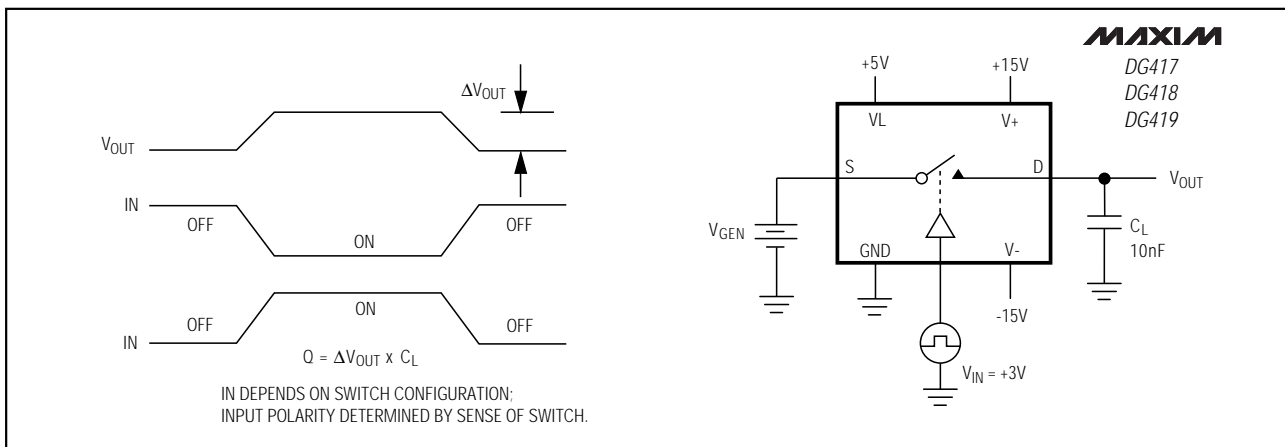 ΔVOUT
VOUT
IN
OFF
ON
OFF
IN
OFF
ON
OFF
Q = ΔVOUT x CL
IN DEPENDS ON SWITCH CONFIGURATION;
INPUT POLARITY DETERMINED BY SENSE OF SWITCH.
MAXIM
DG417
DG418
DG419
+5V
+15V
VL
V+
S
D
VOUT
VGEN
CL
10nF
GND
V-
-15V
VIN = +3V